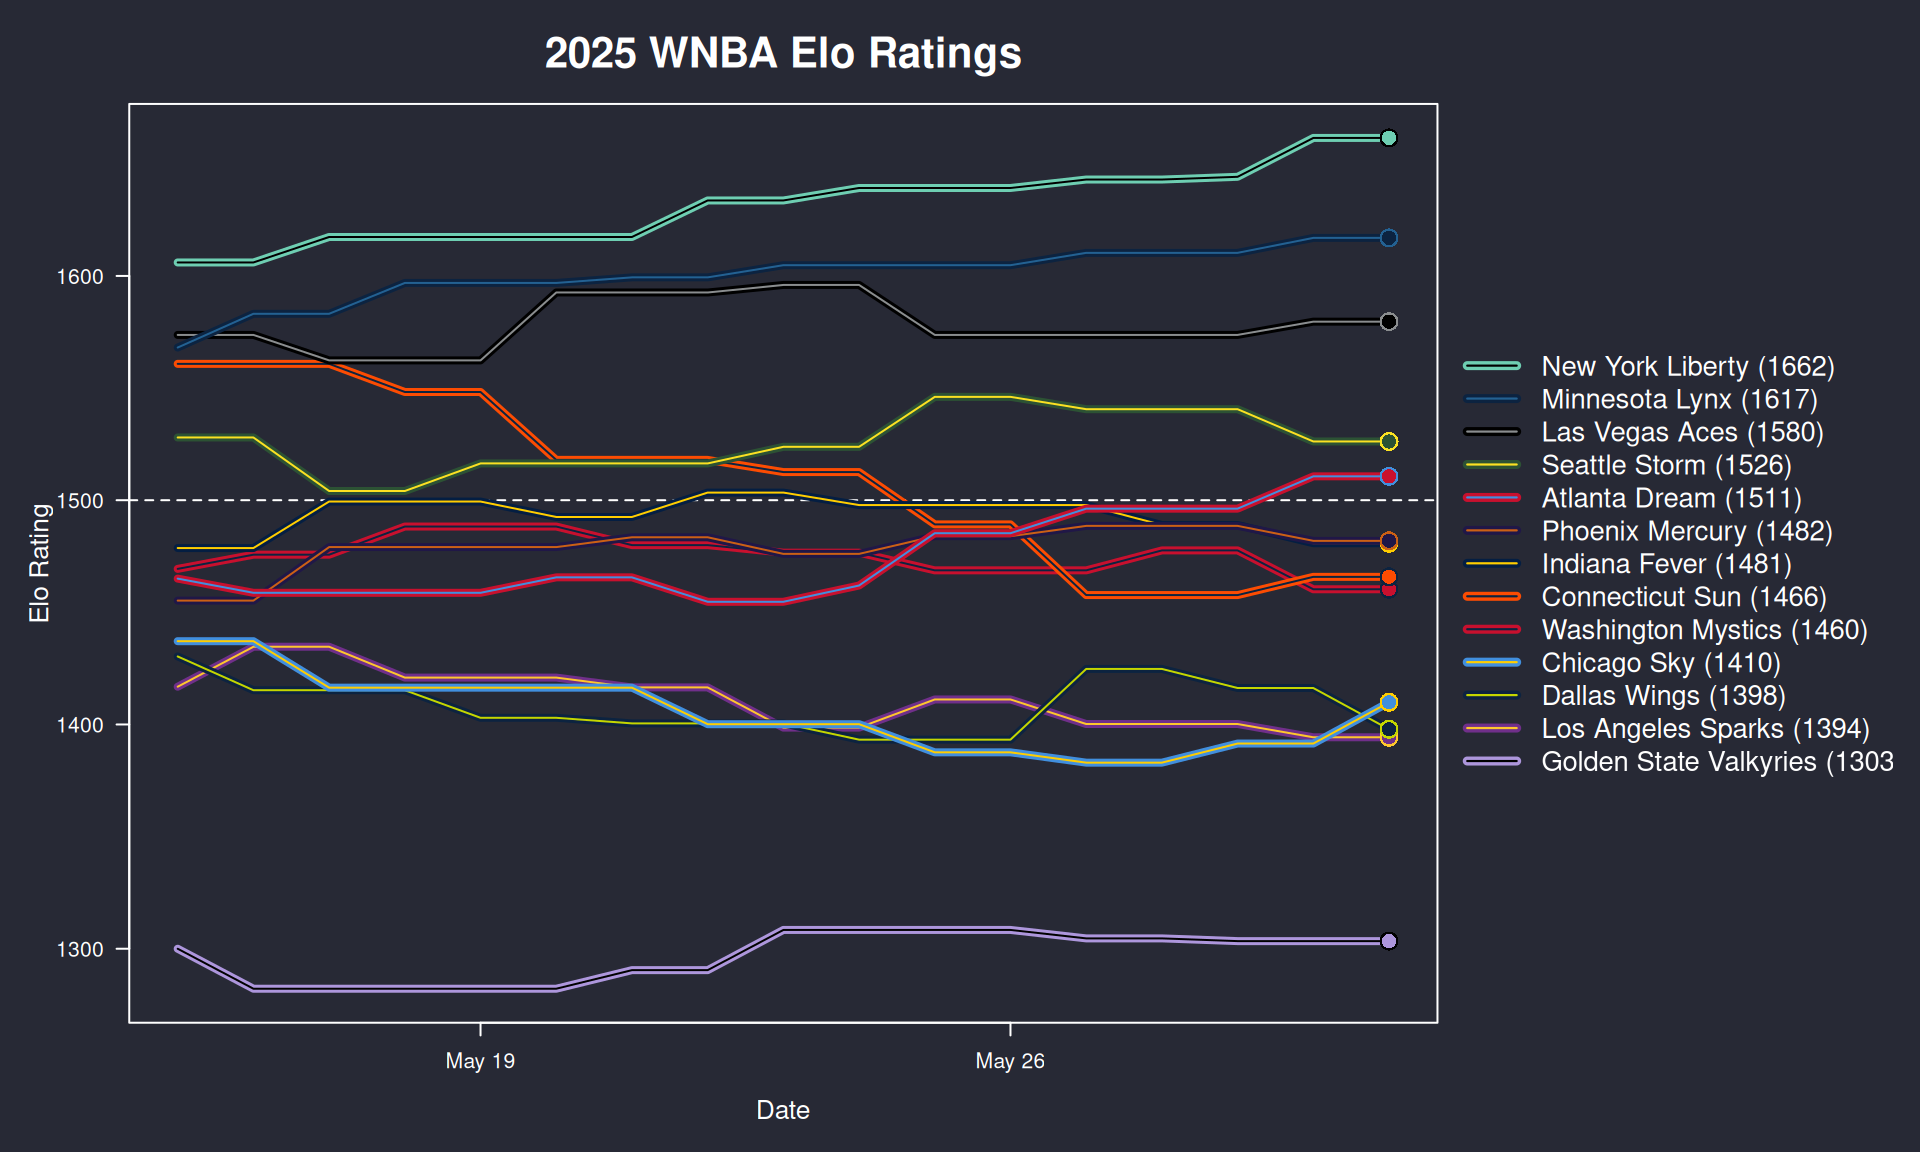 2025 WNBA Elo Ratings
1600
1500
1400
1300
Elo Rating
May 19
May 26
Date
New York Liberty (1662)
Minnesota Lynx (1617)
Las Vegas Aces (1580)
Seattle Storm (1526)
Atlanta Dream (1511)
Phoenix Mercury (1482)
Indiana Fever (1481)
Connecticut Sun (1466)
Washington Mystics (1460)
Chicago Sky (1410)
Dallas Wings (1398)
Los Angeles Sparks (1394)
Golden State Valkyries (1303